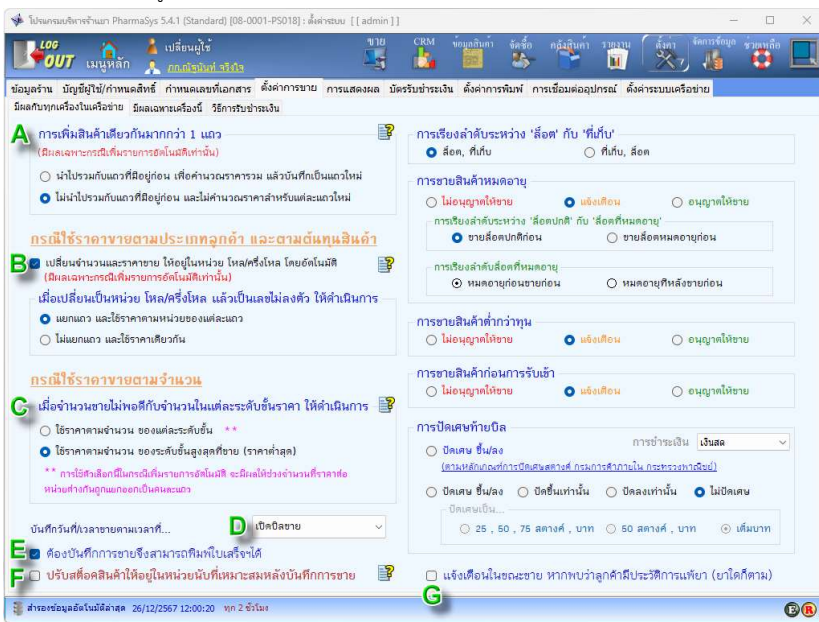 โปรแกรมบริหารร้านยา PharmaSys 5.4.1 (Standard) [08-0001-PS018] : ตั้งค่าระบบ [ [ admin ] ]
LOG OUT
เมนูหลัก
เปลี่ยนผู้ใช้
ขาย
CRM
ข้อมูลสินค้า
จัดซื้อ
คลังสินค้า
รายงาน
ตั้งค่า
จัดการข้อมูล
ช่วยเหลือ
ข้อมูลร้าน บัญชีผู้ใช้/กำหนดสิทธิ์ กำหนดเลขที่เอกสาร ตั้งค่าการขาย การแสดงผล บัตรรับชำระเงิน ตั้งค่าการพิมพ์ การเชื่อมต่ออุปกรณ์ ตั้งค่าระบบเครือข่าย
มีผลกับทุกเครื่องในเครือข่าย มีผลเฉพาะเครื่องนี้ วิธีการรับชำระเงิน
A การเพิ่มสินค้าเดียวกันมากกว่า 1 แถว
(มีผลเฉพาะกรณีเพิ่มรายการอัตโนมัติเท่านั้น)
นำไปรวมกับแถวที่มีอยู่ก่อน เพื่อคำนวณราคารวม แล้วบันทึกเป็นแถวใหม่
ไม่นำไปรวมกับแถวที่มีอยู่ก่อน และไม่คำนวณราคาสำหรับแต่ละแถวใหม่
กรณีใช้ราคาขายตามประเภทลูกค้า และตามต้นทุนสินค้า
B เปลี่ยนจำนวนและราคาขาย ให้อยู่ในหน่วย โหล/ครึ่งโหล โดยอัตโนมัติ
(มีผลเฉพาะกรณีเพิ่มรายการอัตโนมัติเท่านั้น)
เมื่อเปลี่ยนเป็นหน่วย โหล/ครึ่งโหล แล้วเป็นเลขไม่ลงตัว ให้ดำเนินการ
แยกแถว และใช้ราคาตามหน่วยของแต่ละแถว
ไม่แยกแถว และใช้ราคาเดียวกัน
กรณีใช้ราคาขายตามจำนวน
C เมื่อจำนวนขายไม่พอดีกับจำนวนในแต่ละระดับชั้นราคา ให้ดำเนินการ
ใช้ราคาตามจำนวน ของแต่ละระดับชั้น **
ใช้ราคาตามจำนวน ของระดับชั้นสูงสุดที่ขาย (ราคาต่ำสุด)
** การใช้ตัวเลือกนี้ในกรณีเพิ่มรายการอัตโนมัติ จะมีผลให้ช่วงจำนวนที่ราคาต่อ
หน่วยต่างกันถูกแยกออกเป็นคนละแถว
บันทึกวันที่/เวลาขายตามเวลาที่... D เปิดบิลขาย
E ต้องบันทึกการขายจึงสามารถพิมพ์ใบเสร็จฯได้
F ปรับสต็อคสินค้าให้อยู่ในหน่วยนับที่เหมาะสมหลังบันทึกการขาย
การเรียงลำดับระหว่าง 'ล็อต' กับ 'ที่เก็บ'
ล็อต, ที่เก็บ ที่เก็บ, ล็อต
การขายสินค้าหมดอายุ
ไม่อนุญาตให้ขาย แจ้งเตือน อนุญาตให้ขาย
การเรียงลำดับระหว่าง 'ล็อตปกติ' กับ 'ล็อตที่หมดอายุ'
ขายล็อตปกติก่อน ขายล็อตหมดอายุก่อน
การเรียงลำดับล็อตที่หมดอายุ
หมดอายุก่อนขายก่อน หมดอายุทีหลังขายก่อน
การขายสินค้าต่ำกว่าทุน
ไม่อนุญาตให้ขาย แจ้งเตือน อนุญาตให้ขาย
การขายสินค้าก่อนการรับเข้า
ไม่อนุญาตให้ขาย แจ้งเตือน อนุญาตให้ขาย
การปัดเศษท้ายบิล
การชำระเงิน เงินสด
ปัดเศษ ขึ้น/ลง
(ตามหลักเกณฑ์การปัดเศษสตางค์ กรมการค้าภายใน กระทรวงพาณิชย์)
ปัดเศษ ขึ้น/ลง ปัดขึ้นเท่านั้น ปัดลงเท่านั้น ไม่ปัดเศษ
ปัดเศษเป็น...
25 , 50 , 75 สตางค์ , บาท 50 สตางค์ , บาท เต็มบาท
แจ้งเตือนในขณะขาย หากพบว่าลูกค้ามีประวัติการแพ้ยา (ยาใดก็ตาม)
G
สำรองข้อมูลอัตโนมัติล่าสุด 26/12/2567 12:00:20 ทุก 2 ชั่วโมง
E R